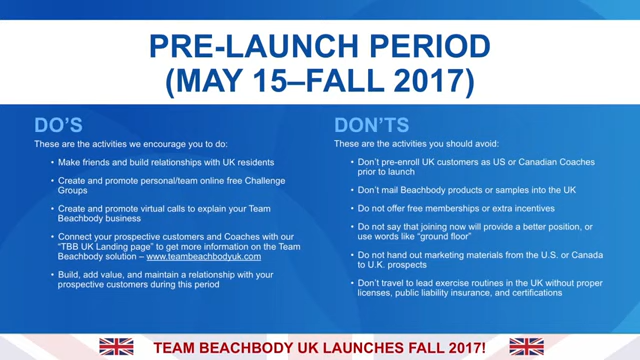 PRE-LAUNCH PERIOD
(MAY 15–FALL 2017)
DO'S
These are the activities we encourage you to do:
• Make friends and build relationships with UK residents
• Create and promote personal/team online free Challenge
Groups
• Create and promote virtual calls to explain your Team
Beachbody business
• Connect your prospective customers and Coaches with our
“TBB UK Landing page” to get more information on the Team
Beachbody solution – www.teambeachbodyuk.com
• Build, add value, and maintain a relationship with your
prospective customers during this period
DON'TS
These are the activities you should avoid:
• Don't pre-enroll UK customers as US or Canadian Coaches
prior to launch
• Don't mail Beachbody products or samples into the UK
• Do not offer free memberships or extra incentives
• Do not say that joining now will provide a better position, or
use words like “ground floor”
• Do not hand out marketing materials from the U.S. or Canada
to U.K. prospects
• Don't travel to lead exercise routines in the UK without proper
licenses, public liability insurance, and certifications
TEAM BEACHBODY UK LAUNCHES FALL 2017!